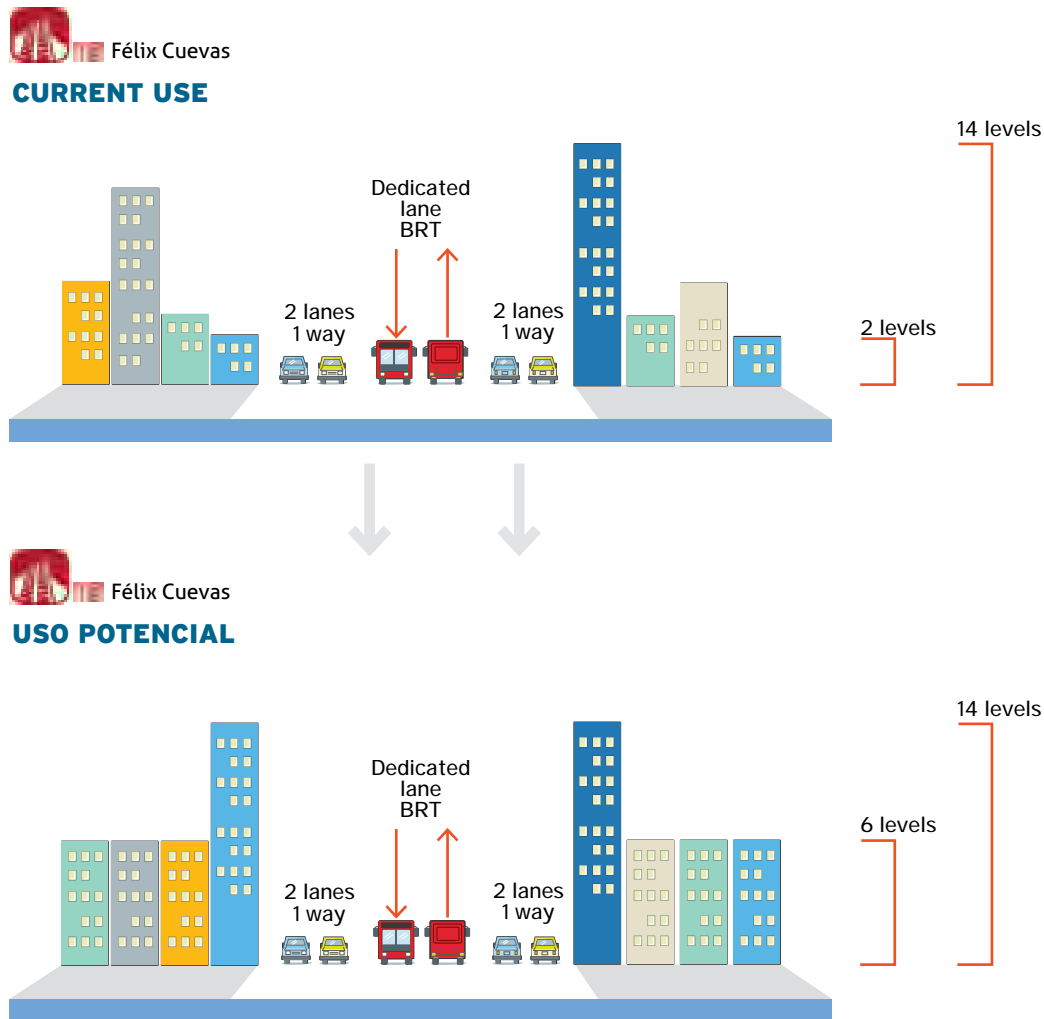 Félix Cuevas
CURRENT USE
14 levels
Dedicated
lane
BRT
2 lanes
1 way
2 lanes
1 way
2 levels
Félix Cuevas
USO POTENCIAL
14 levels
Dedicated
lane
BRT
6 levels
2 lanes
1 way
2 lanes
1 way